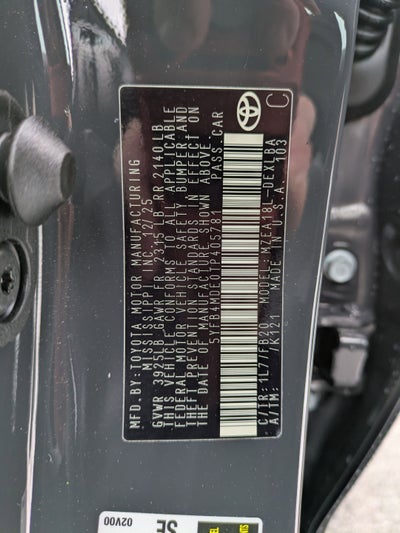 MFD. BY: TOYOTA MOTOR MANUFACTURING
MISSISSIPPI INC. 12/25
GVWR 3925LB GAWR FR 2315LB RR 2140LB
THIS VEHICLE CONFORMS TO ALL APPLICABLE
FEDERAL MOTOR VEHICLE SAFETY BUMPER AND
THEFT PREVENTION STANDARDS IN EFFECT ON
THE DATE OF MANUFACTURE SHOWN ABOVE.
5YFB4MDE0TP405781 PASS.CAR
C/TR: 1L7/FB20 MODEL: MZEA18L-DEXLBA
A/TM: /K121 MADE IN U.S.A. 103
C
02V00
SE